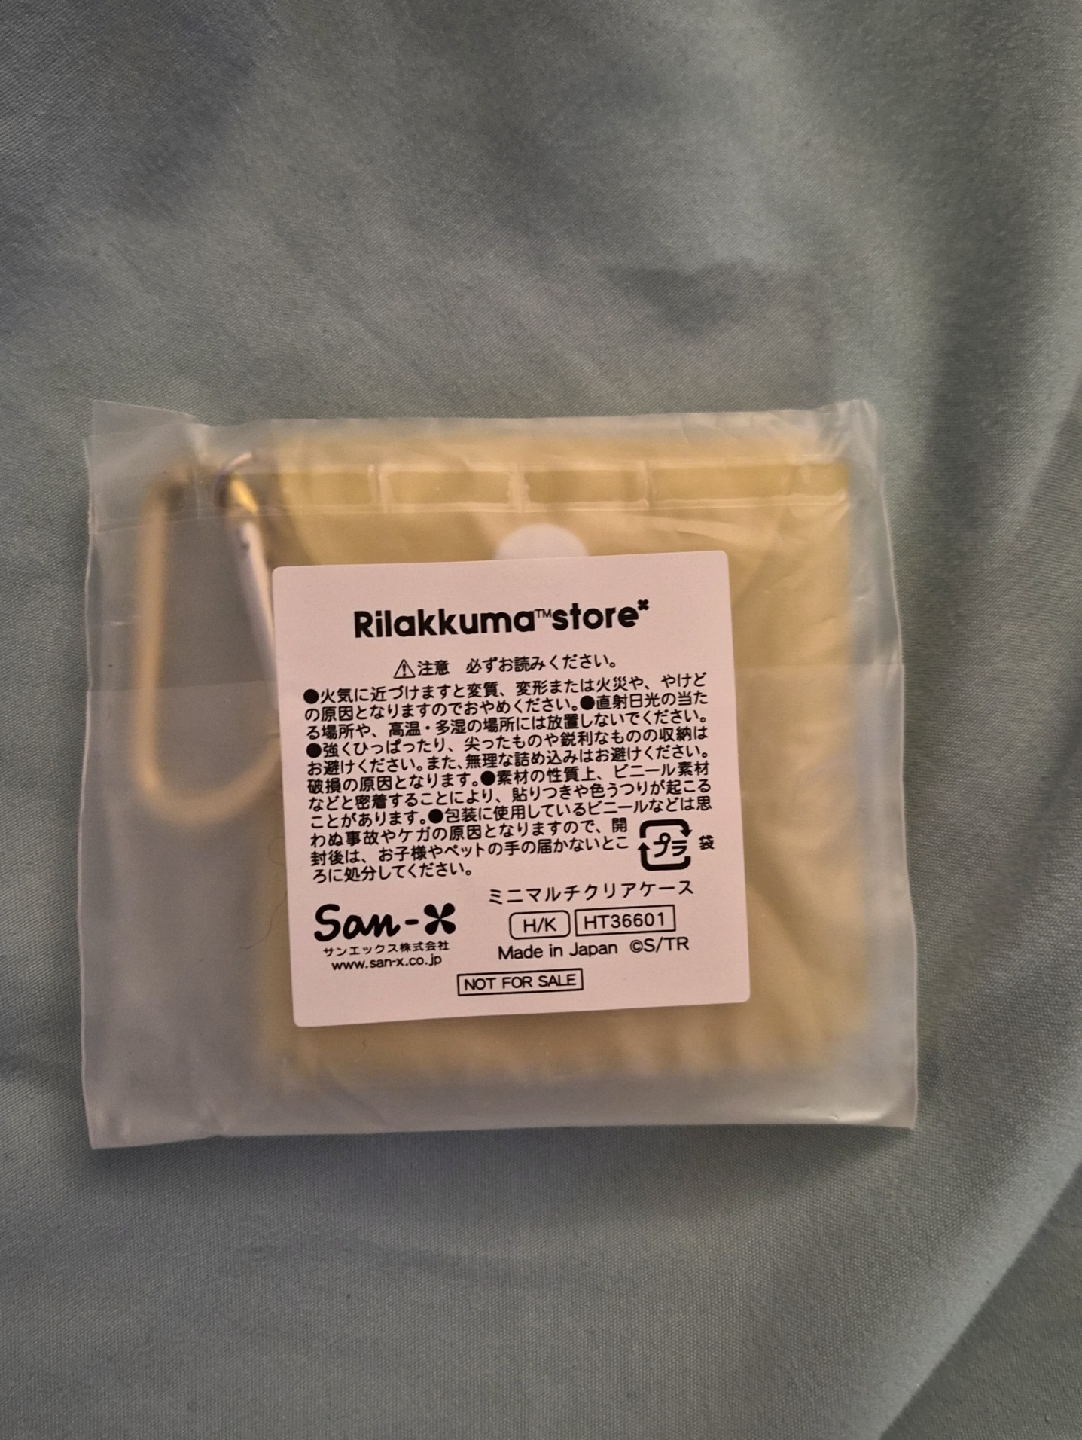 Rilakkuma™store
注意 必ずお読みください。
●火気に近づけますと変質、変形または火災や、やけど
の原因となりますのでおやめください。●直射日光の当た
る場所や、高温・多湿の場所には放置しないでください。
●強くひっぱったり、尖ったものや鋭利なものの収納は
お避けください。また、無理な詰め込みはお避けください。
破損の原因となります。●素材の性質上、ビニール素材
などと密着することにより、貼りつきや色うつりが起こる
ことがあります。●包装に使用しているビニールなどは思
わぬ事故やケガの原因となりますので、開
封後は、お子様やペットの手の届かないとこ
ろに処分してください。
プラ 袋
ミニマルチクリアケース
San-X
サンエックス株式会社
www.san-x.co.jp
H/K HT36601
Made in Japan ©S/TR
NOT FOR SALE